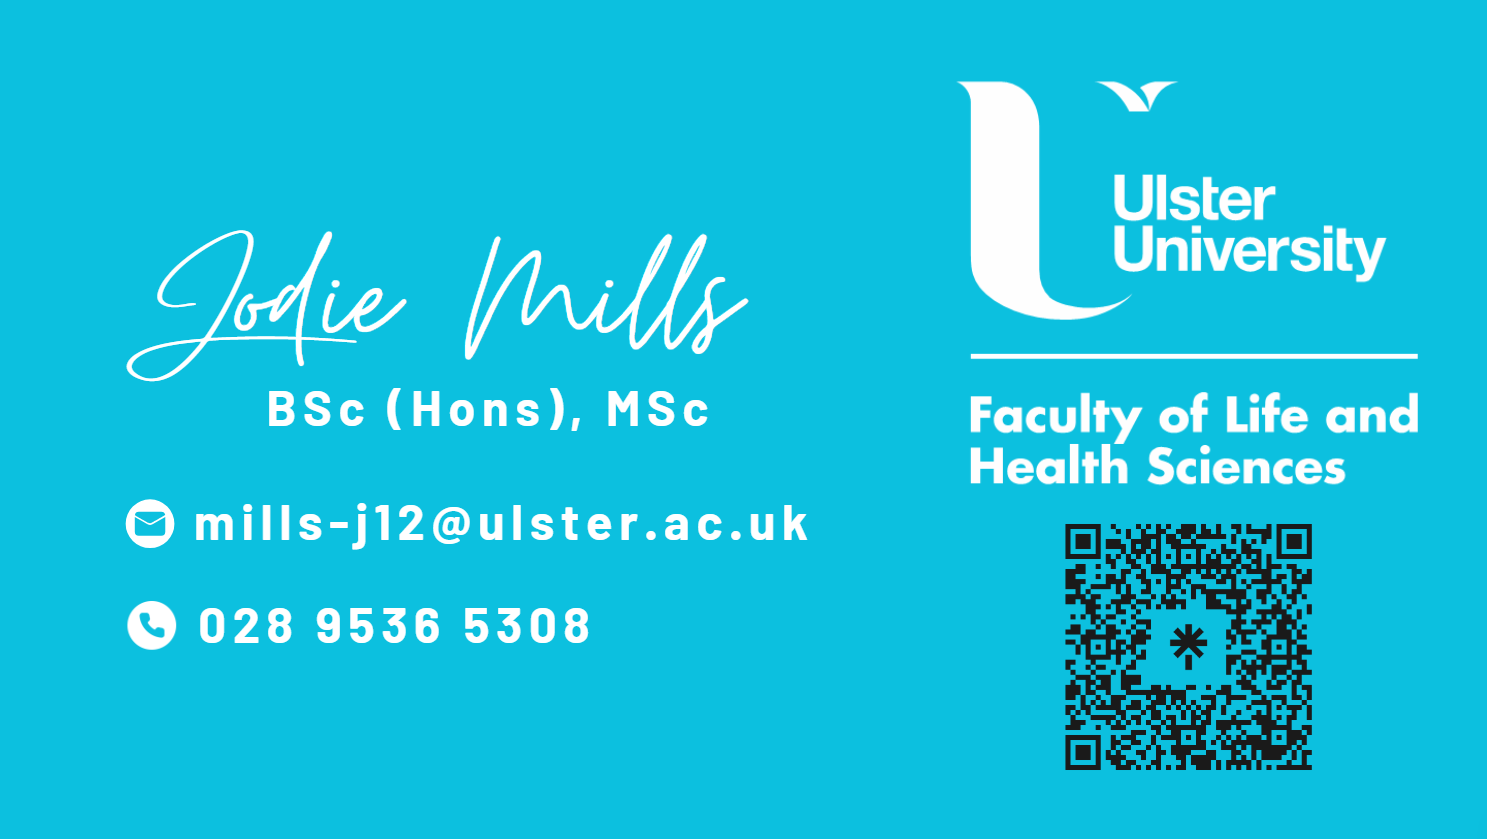 Jodie Mills
BSc (Hons), MSc
mills-j12@ulster.ac.uk
028 9536 5308
Ulster
University
Faculty of Life and
Health Sciences